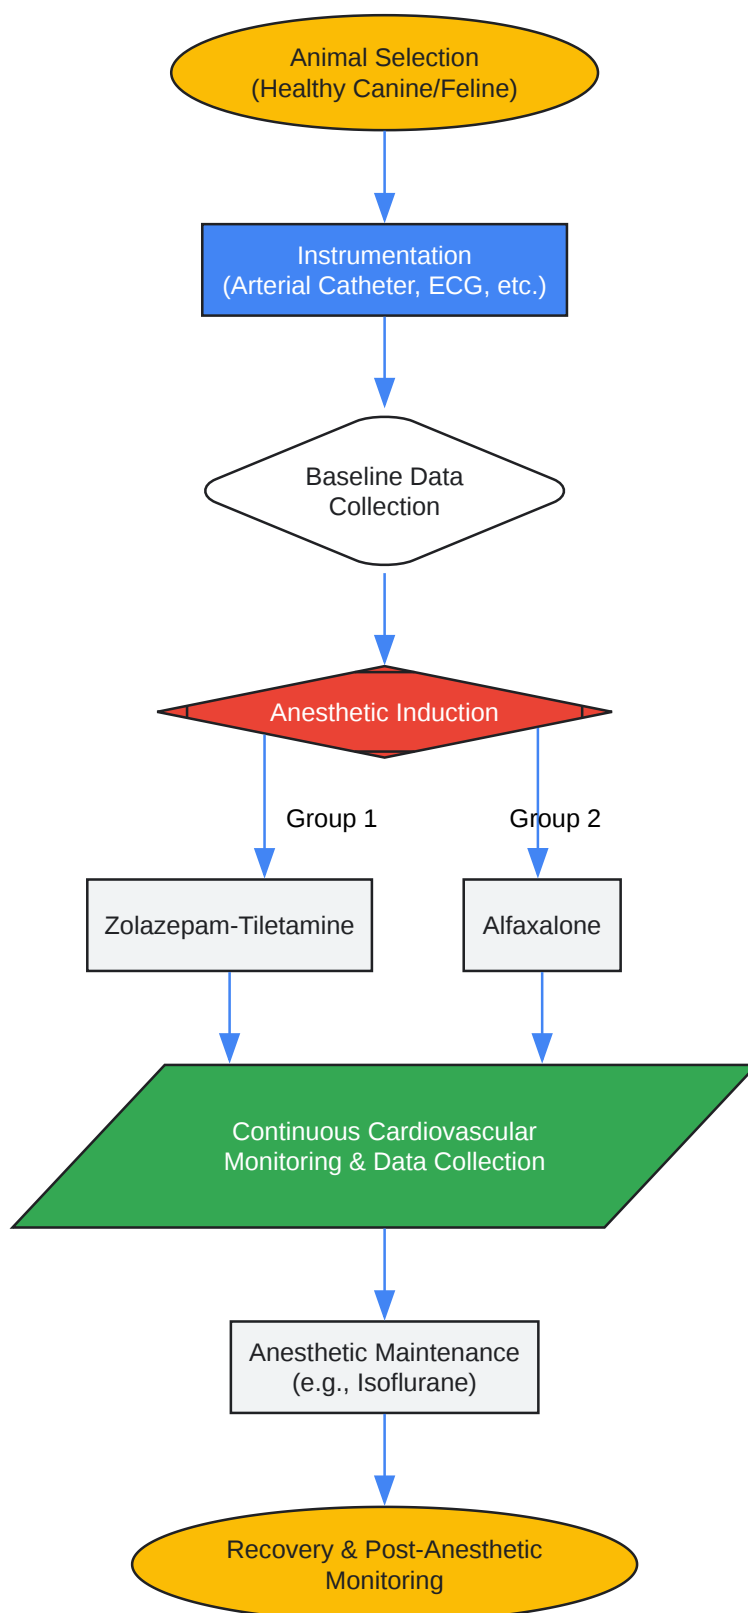 Animal Selection
(Healthy Canine/Feline)
Instrumentation
(Arterial Catheter, ECG, etc.)
Baseline Data
Collection
Anesthetic Induction
Group 1
Group 2
Zolazepam-Tiletamine
Alfaxalone
Continuous Cardiovascular
Monitoring & Data Collection
Anesthetic Maintenance
(e.g., Isoflurane)
Recovery & Post-Anesthetic
Monitoring